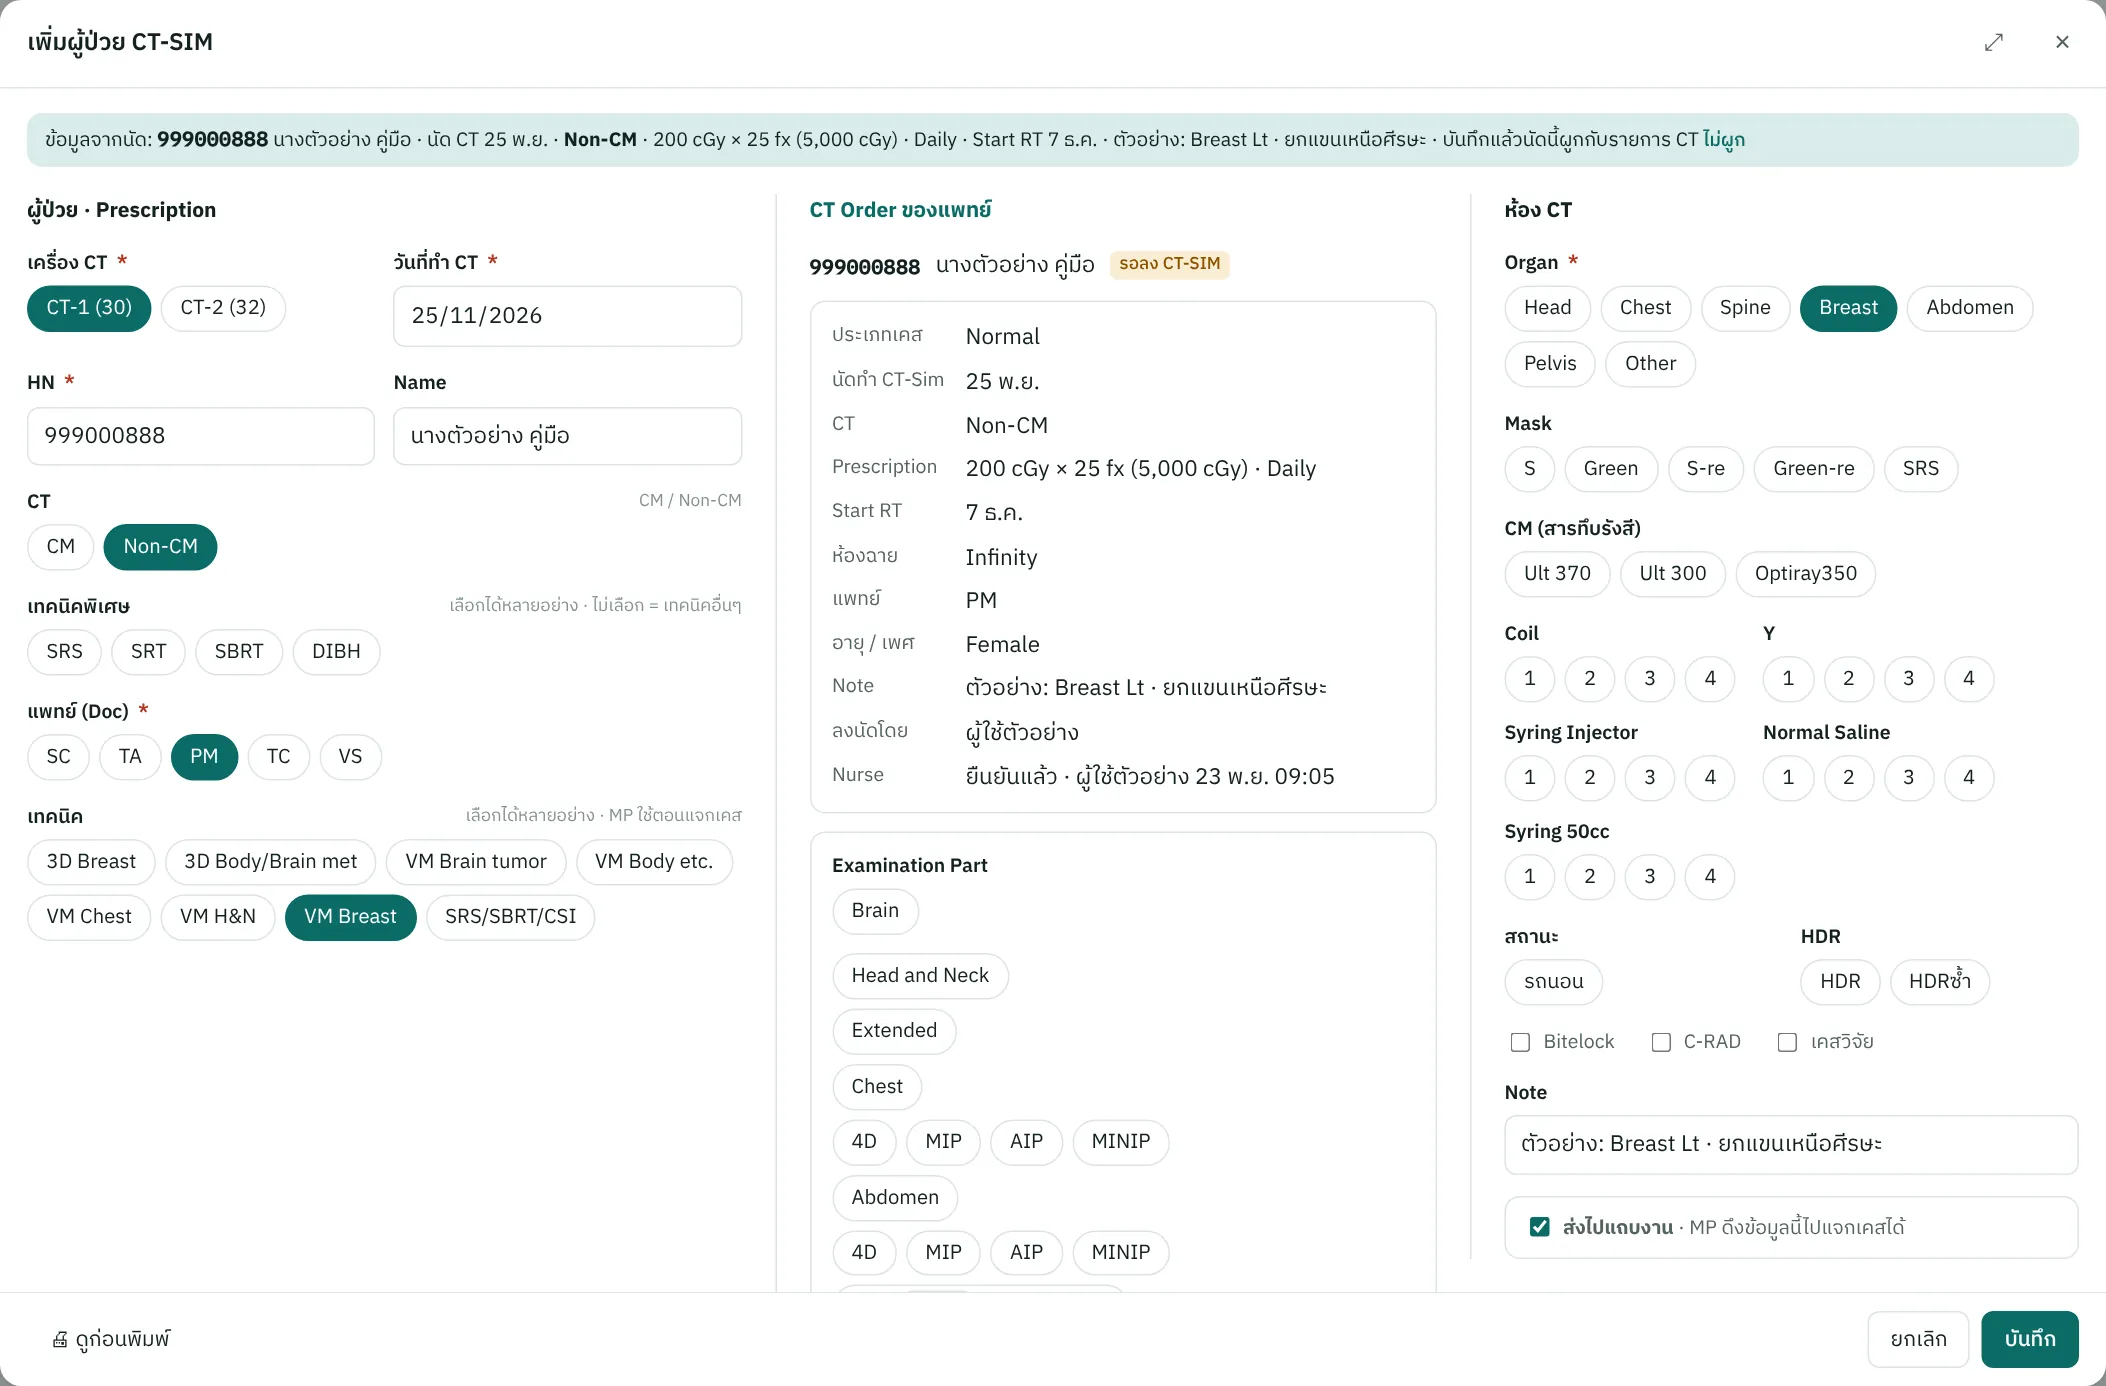 เพิ่มผู้ป่วย CT-SIM
ข้อมูลจากนัด: 999000888 นางตัวอย่าง คู่มือ · นัด CT 25 พ.ย. · Non-CM · 200 cGy × 25 fx (5,000 cGy) · Daily · Start RT 7 ธ.ค. · ตัวอย่าง: Breast Lt · ยกแขนเหนือศีรษะ · บันทึกแล้วนัดนี้ผูกกับรายการ CT ไม่ผูก
ผู้ป่วย · Prescription
เครื่อง CT *
CT-1 (30) CT-2 (32)
วันที่ทำ CT *
25/11/2026
HN *
999000888
Name
นางตัวอย่าง คู่มือ
CT CM / Non-CM
CM Non-CM
เทคนิคพิเศษ เลือกได้หลายอย่าง · ไม่เลือก = เทคนิคอื่นๆ
SRS SRT SBRT DIBH
แพทย์ (Doc) *
SC TA PM TC VS
เทคนิค เลือกได้หลายอย่าง · MP ใช้ตอนแจกเคส
3D Breast 3D Body/Brain met VM Brain tumor VM Body etc.
VM Chest VM H&N VM Breast SRS/SBRT/CSI
CT Order ของแพทย์
999000888 นางตัวอย่าง คู่มือ รอลง CT-SIM
ประเภทเคส Normal
นัดทำ CT-Sim 25 พ.ย.
CT Non-CM
Prescription 200 cGy × 25 fx (5,000 cGy) · Daily
Start RT 7 ธ.ค.
ห้องฉาย Infinity
แพทย์ PM
อายุ / เพศ Female
Note ตัวอย่าง: Breast Lt · ยกแขนเหนือศีรษะ
ลงนัดโดย ผู้ใช้ตัวอย่าง
Nurse ยืนยันแล้ว · ผู้ใช้ตัวอย่าง 23 พ.ย. 09:05
Examination Part
Brain
Head and Neck
Extended
Chest
4D MIP AIP MINIP
Abdomen
4D MIP AIP MINIP
ห้อง CT
Organ *
Head Chest Spine Breast Abdomen
Pelvis Other
Mask
S Green S-re Green-re SRS
CM (สารทึบรังสี)
Ult 370 Ult 300 Optiray350
Coil Y
1 2 3 4 1 2 3 4
Syring Injector Normal Saline
1 2 3 4 1 2 3 4
Syring 50cc
1 2 3 4
สถานะ HDR
รถนอน HDR HDRซ้ำ
Bitelock C-RAD เคสวิจัย
Note
ตัวอย่าง: Breast Lt · ยกแขนเหนือศีรษะ
ส่งไปแถบงาน · MP ดึงข้อมูลนี้ไปแจกเคสได้
ดูก่อนพิมพ์ ยกเลิก บันทึก